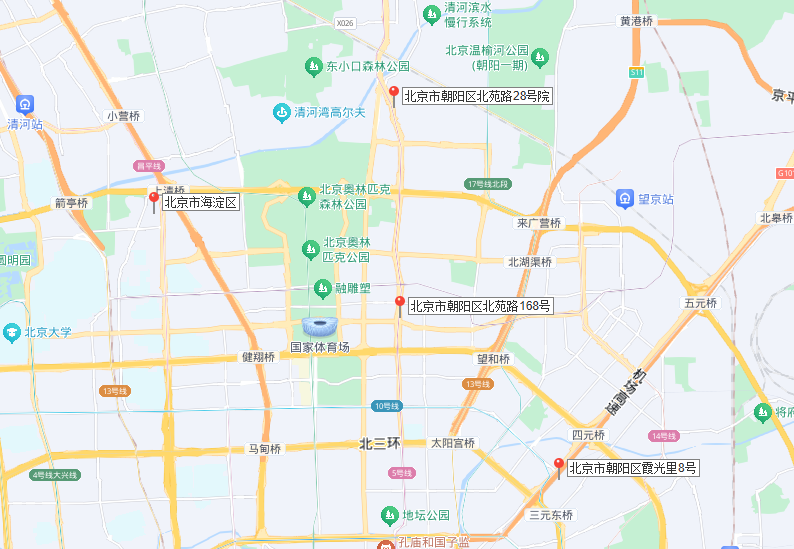 清河滨水
慢行系统
黄港桥
X026
北京温榆河公园
(朝阳一期)
东小口森林公园
S11
北京市朝阳区北苑路28号院
京平
清河站
小营桥
清河湾高尔夫
昌平线
G10
上清桥
17号线北段
北京奥林匹克
森林公园
箭亭桥
北京市海淀区
望京站
北皋桥
来广营桥
北京奥林
匹克公园
圆明园
北湖渠桥
融雕塑
北京市朝阳区北苑路168号
五元桥
北京大学
国家体育场
健翔桥
望和桥
机场高速
13号线
13号线
10号线
将府
四元桥
14号线
北三环
太阳宫桥
马甸桥
北京市朝阳区霞光里8号
4号线大兴线
5号线
地坛公园
三元东桥
孔庙和国子监